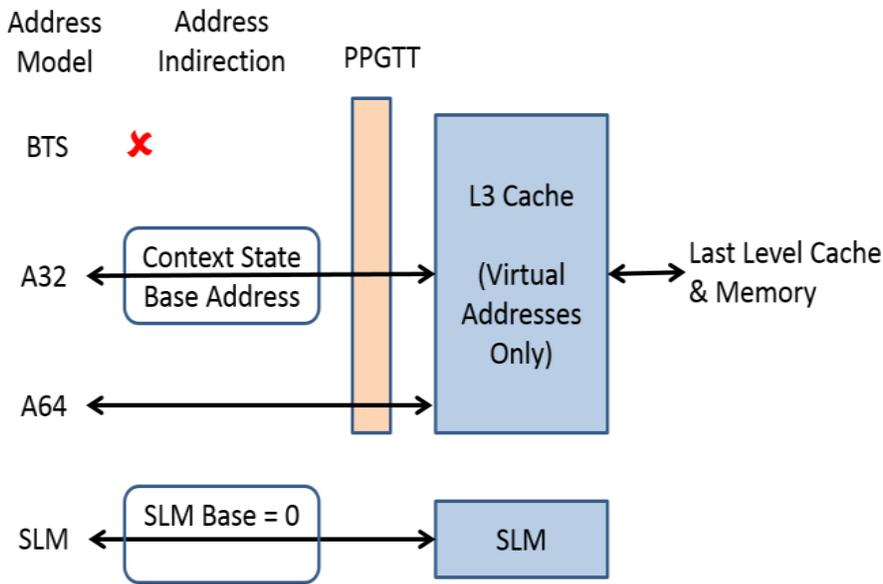 Address
Model
Address
Indirection
PPGTT
BTS
A32
Context State
Base Address
L3 Cache
(Virtual
Addresses
Only)
Last Level Cache
& Memory
A64
SLM
SLM Base = 0
SLM